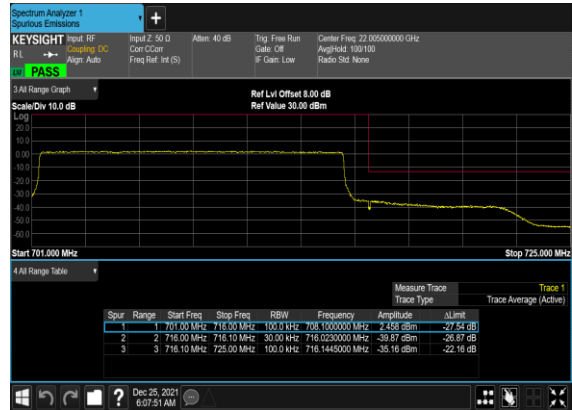 Spectrum Analyzer 1
Spurious Emissions
KEYSIGHT Input: RF Input Z: 50 Ω Atten: 40 dB Trig: Free Run Center Freq: 22.005000000 GHz
RL Coupling: DC Corr CCorr Gate: Off Avg|Hold: 100/100
Align: Auto Freq Ref: Int (S) IF Gain: Low Radio Std: None
PASS
3 All Range Graph
Ref Lvl Offset 8.00 dB
Scale/Div 10.0 dB Ref Value 30.00 dBm
Log
20.0
10.0
0.00
-10.0
-20.0
-30.0
-40.0
-50.0
-60.0
Start 701.000 MHz Stop 725.000 MHz
4 All Range Table
Measure Trace Trace 1
Trace Type Trace Average (Active)
Spur Range Start Freq Stop Freq RBW Frequency Amplitude ΔLimit
1 1 701.00 MHz 716.00 MHz 100.0 kHz 708.1000000 MHz 2.458 dBm -27.54 dB
2 2 716.00 MHz 716.10 MHz 30.00 kHz 716.0230000 MHz -39.87 dBm -26.87 dB
3 3 716.10 MHz 725.00 MHz 100.0 kHz 716.1445000 MHz -35.16 dBm -22.16 dB
? Dec 25, 2021
6:07:51 AM